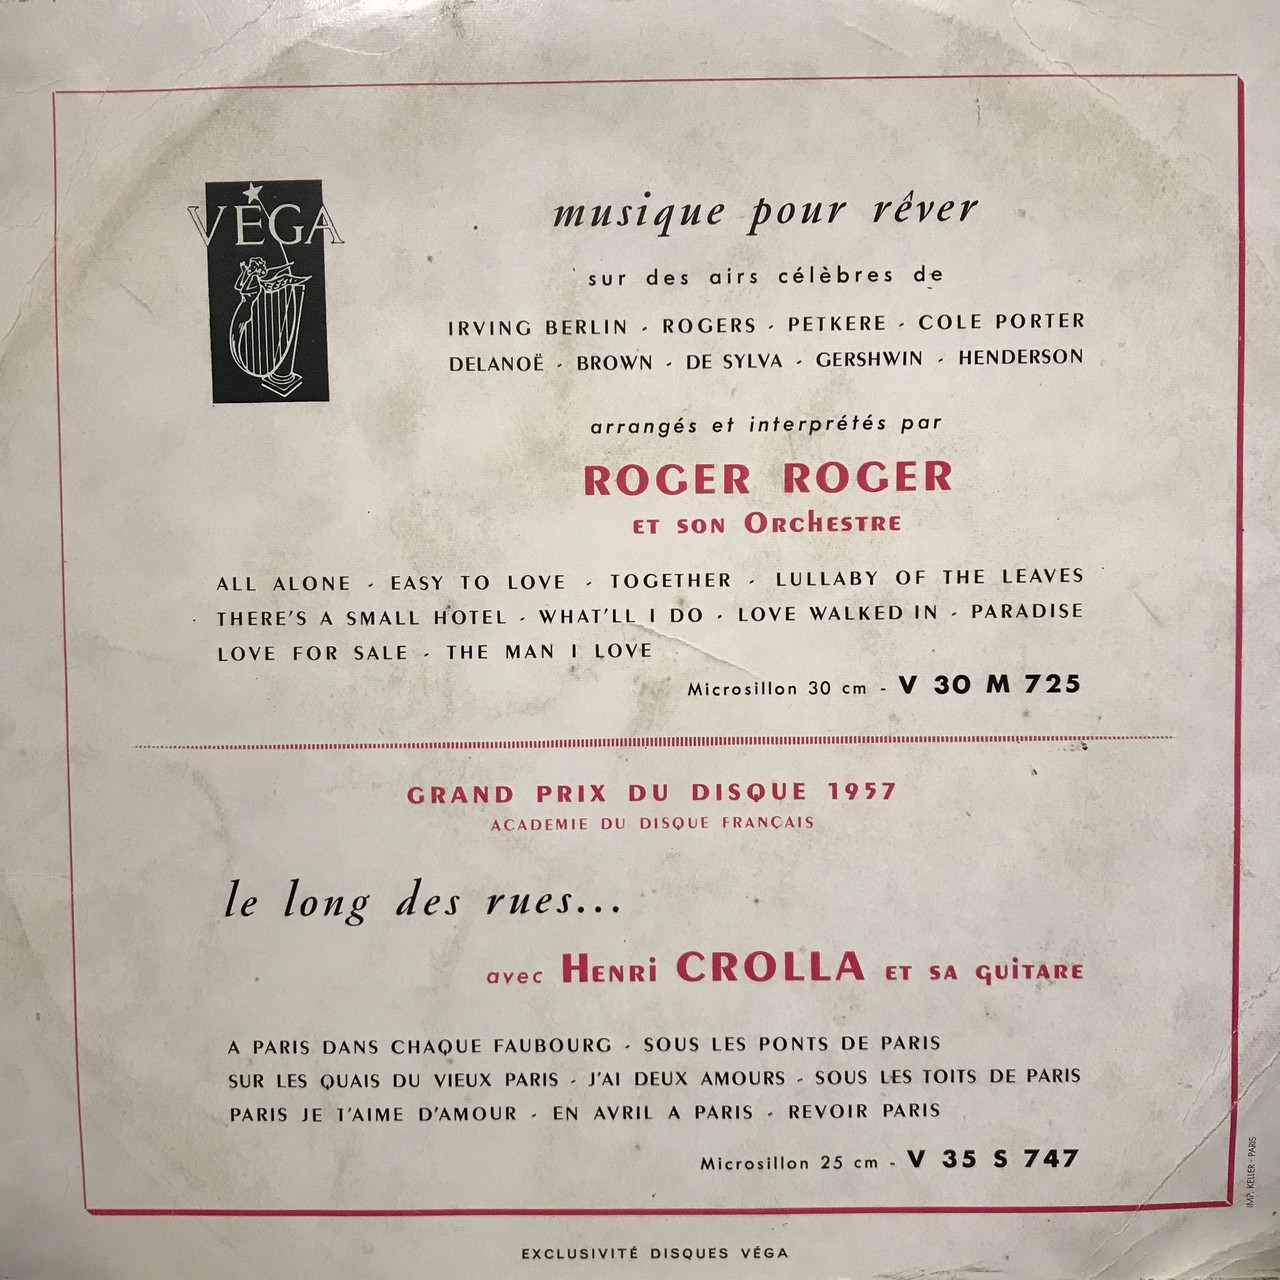 VÉGA
musique pour rêver
sur des airs célèbres de
IRVING BERLIN - ROGERS - PETKERE - COLE PORTER
DELANOË - BROWN - DE SYLVA - GERSHWIN - HENDERSON
arrangés et interprétés par
ROGER ROGER
ET SON ORCHESTRE
ALL ALONE - EASY TO LOVE - TOGETHER - LULLABY OF THE LEAVES
THERE'S A SMALL HOTEL - WHAT'LL I DO - LOVE WALKED IN - PARADISE
LOVE FOR SALE - THE MAN I LOVE
Microsillon 30 cm - V 30 M 725
GRAND PRIX DU DISQUE 1957
ACADEMIE DU DISQUE FRANÇAIS
le long des rues...
avec HENRI CROLLA ET SA GUITARE
A PARIS DANS CHAQUE FAUBOURG - SOUS LES PONTS DE PARIS
SUR LES QUAIS DU VIEUX PARIS - J'AI DEUX AMOURS - SOUS LES TOITS DE PARIS
PARIS JE T'AIME D'AMOUR - EN AVRIL A PARIS - REVOIR PARIS
Microsillon 25 cm - V 35 S 747
IMP. KELLER - PARIS
EXCLUSIVITÉ DISQUES VÉGA